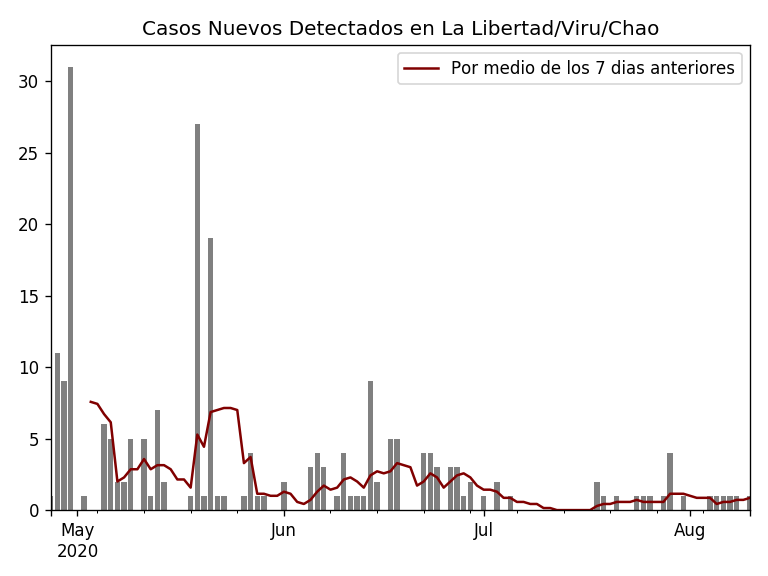 Casos Nuevos Detectados en La Libertad/Viru/Chao
Por medio de los 7 dias anteriores
30
25
20
15
10
5
0
May
2020
Jun
Jul
Aug